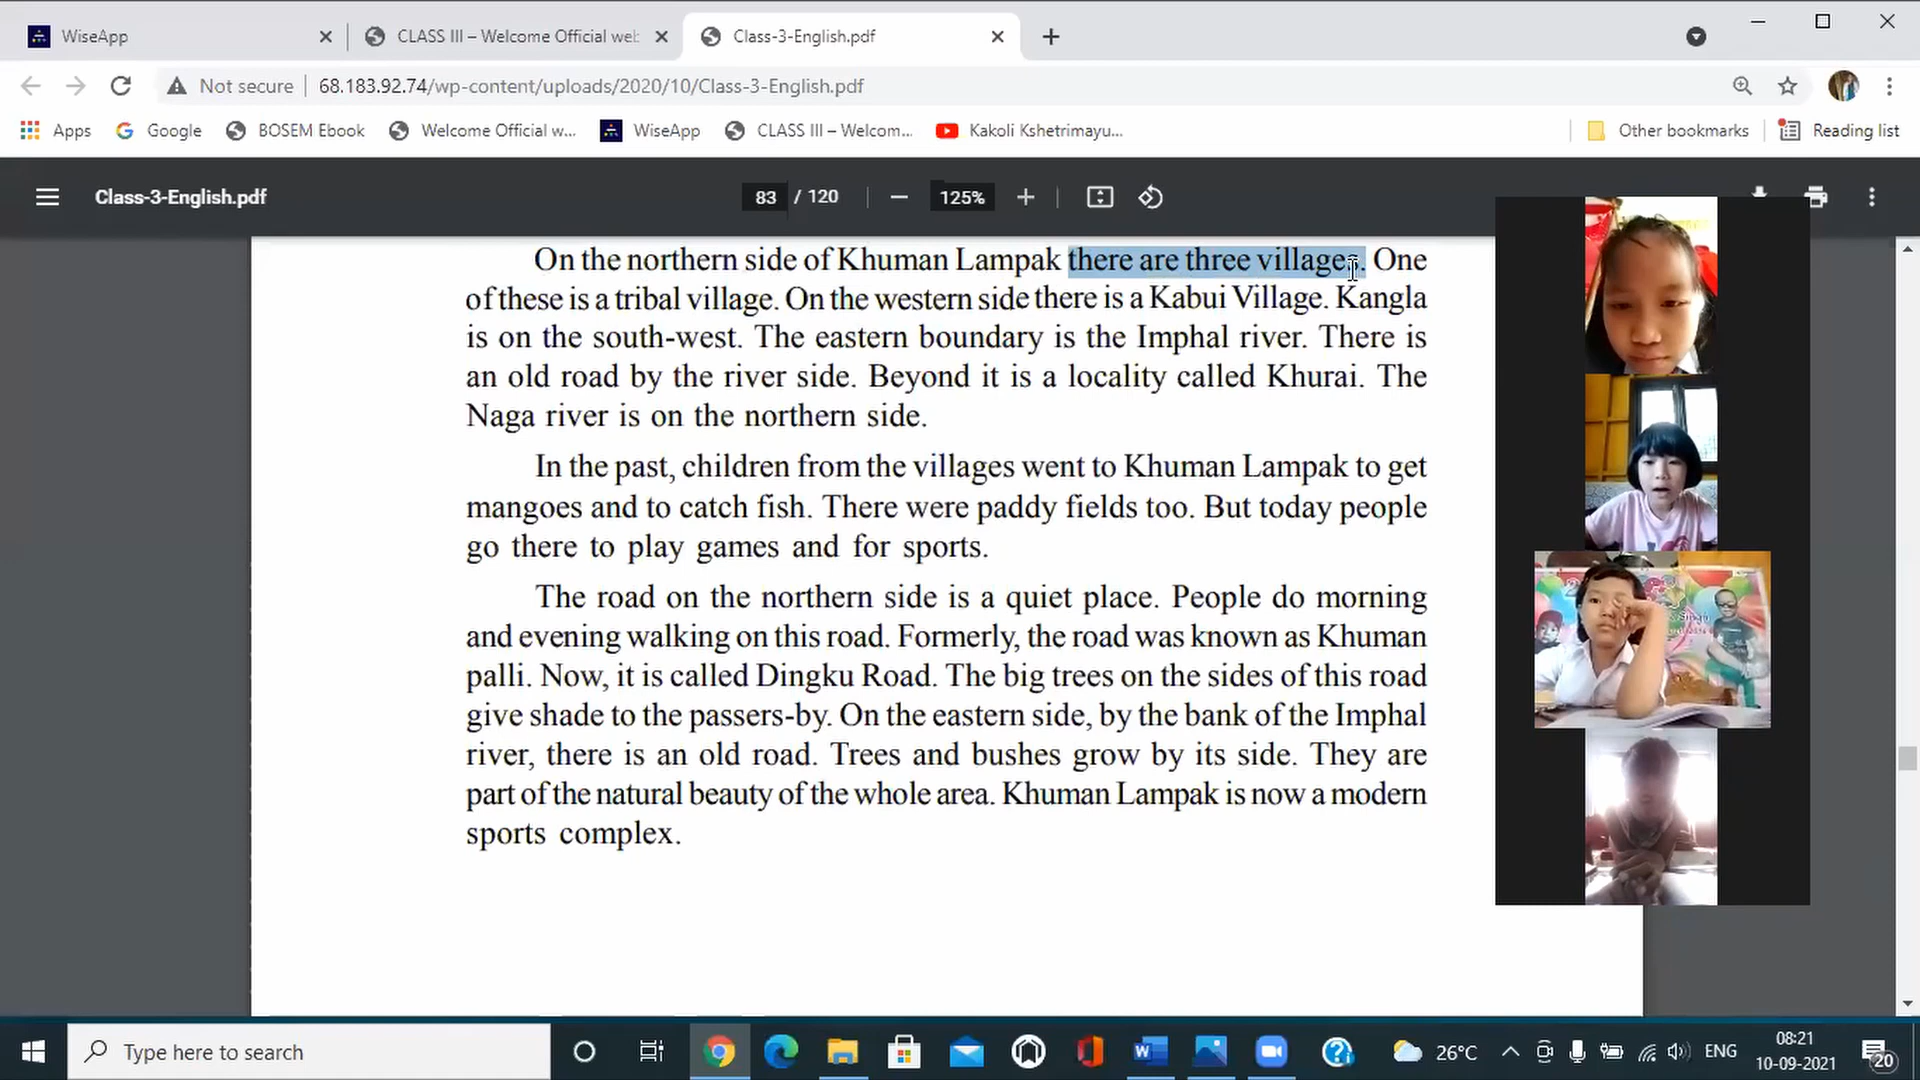 WiseApp
CLASS III – Welcome Official web
Class-3-English.pdf
Not secure 68.183.92.74/wp-content/uploads/2020/10/Class-3-English.pdf
Apps Google BOSEM Ebook Welcome Official w... WiseApp CLASS III – Welcom... Kakoli Kshetrimayu... Other bookmarks Reading list
Class-3-English.pdf 83 / 120 125%
On the northern side of Khuman Lampak there are three villages. One
of these is a tribal village. On the western side there is a Kabui Village. Kangla
is on the south-west. The eastern boundary is the Imphal river. There is
an old road by the river side. Beyond it is a locality called Khurai. The
Naga river is on the northern side.
In the past, children from the villages went to Khuman Lampak to get
mangoes and to catch fish. There were paddy fields too. But today people
go there to play games and for sports.
The road on the northern side is a quiet place. People do morning
and evening walking on this road. Formerly, the road was known as Khuman
palli. Now, it is called Dingku Road. The big trees on the sides of this road
give shade to the passers-by. On the eastern side, by the bank of the Imphal
river, there is an old road. Trees and bushes grow by its side. They are
part of the natural beauty of the whole area. Khuman Lampak is now a modern
sports complex.
Singh
Type here to search
26°C
ENG
08:21
10-09-2021
20